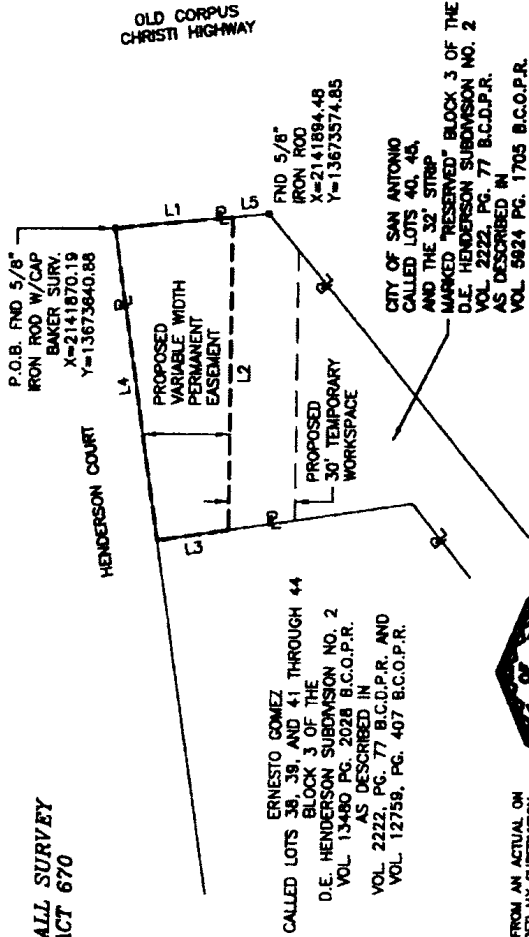 OLD CORPUS
CHRISTI HIGHWAY
P.O.B. FND 5/8"
IRON ROD W/CAP
BAKER SURV.
X=2141870.19
Y=13673640.88
HENDERSON COURT
L4
L1
L5
L2
L3
PROPOSED
VARIABLE WIDTH
PERMANENT
EASEMENT
FND 5/8"
IRON ROD
X=2141894.48
Y=13673574.85
PROPOSED
30' TEMPORARY
WORKSPACE
CITY OF SAN ANTONIO
CALLED LOTS 40, 45,
AND THE 32' STRIP
MARKED "RESERVED" BLOCK 3 OF THE
D.E. HENDERSON SUBDIVISION NO. 2
VOL. 2222, PG. 77 B.C.D.P.R.
AS DESCRIBED IN
VOL. 5924 PG. 1705 B.C.O.P.R.
ERNESTO GOMEZ
CALLED LOTS 38, 39, AND 41 THROUGH 44
BLOCK 3 OF THE
D.E. HENDERSON SUBDIVISION NO. 2
VOL. 13480 PG. 2028 B.C.O.P.R.
AS DESCRIBED IN
VOL. 2222, PG. 77 B.C.D.P.R. AND
VOL. 12759, PG. 407 B.C.O.P.R.
ALL SURVEY
ACT 670
FROM AN ACTUAL ON
OF